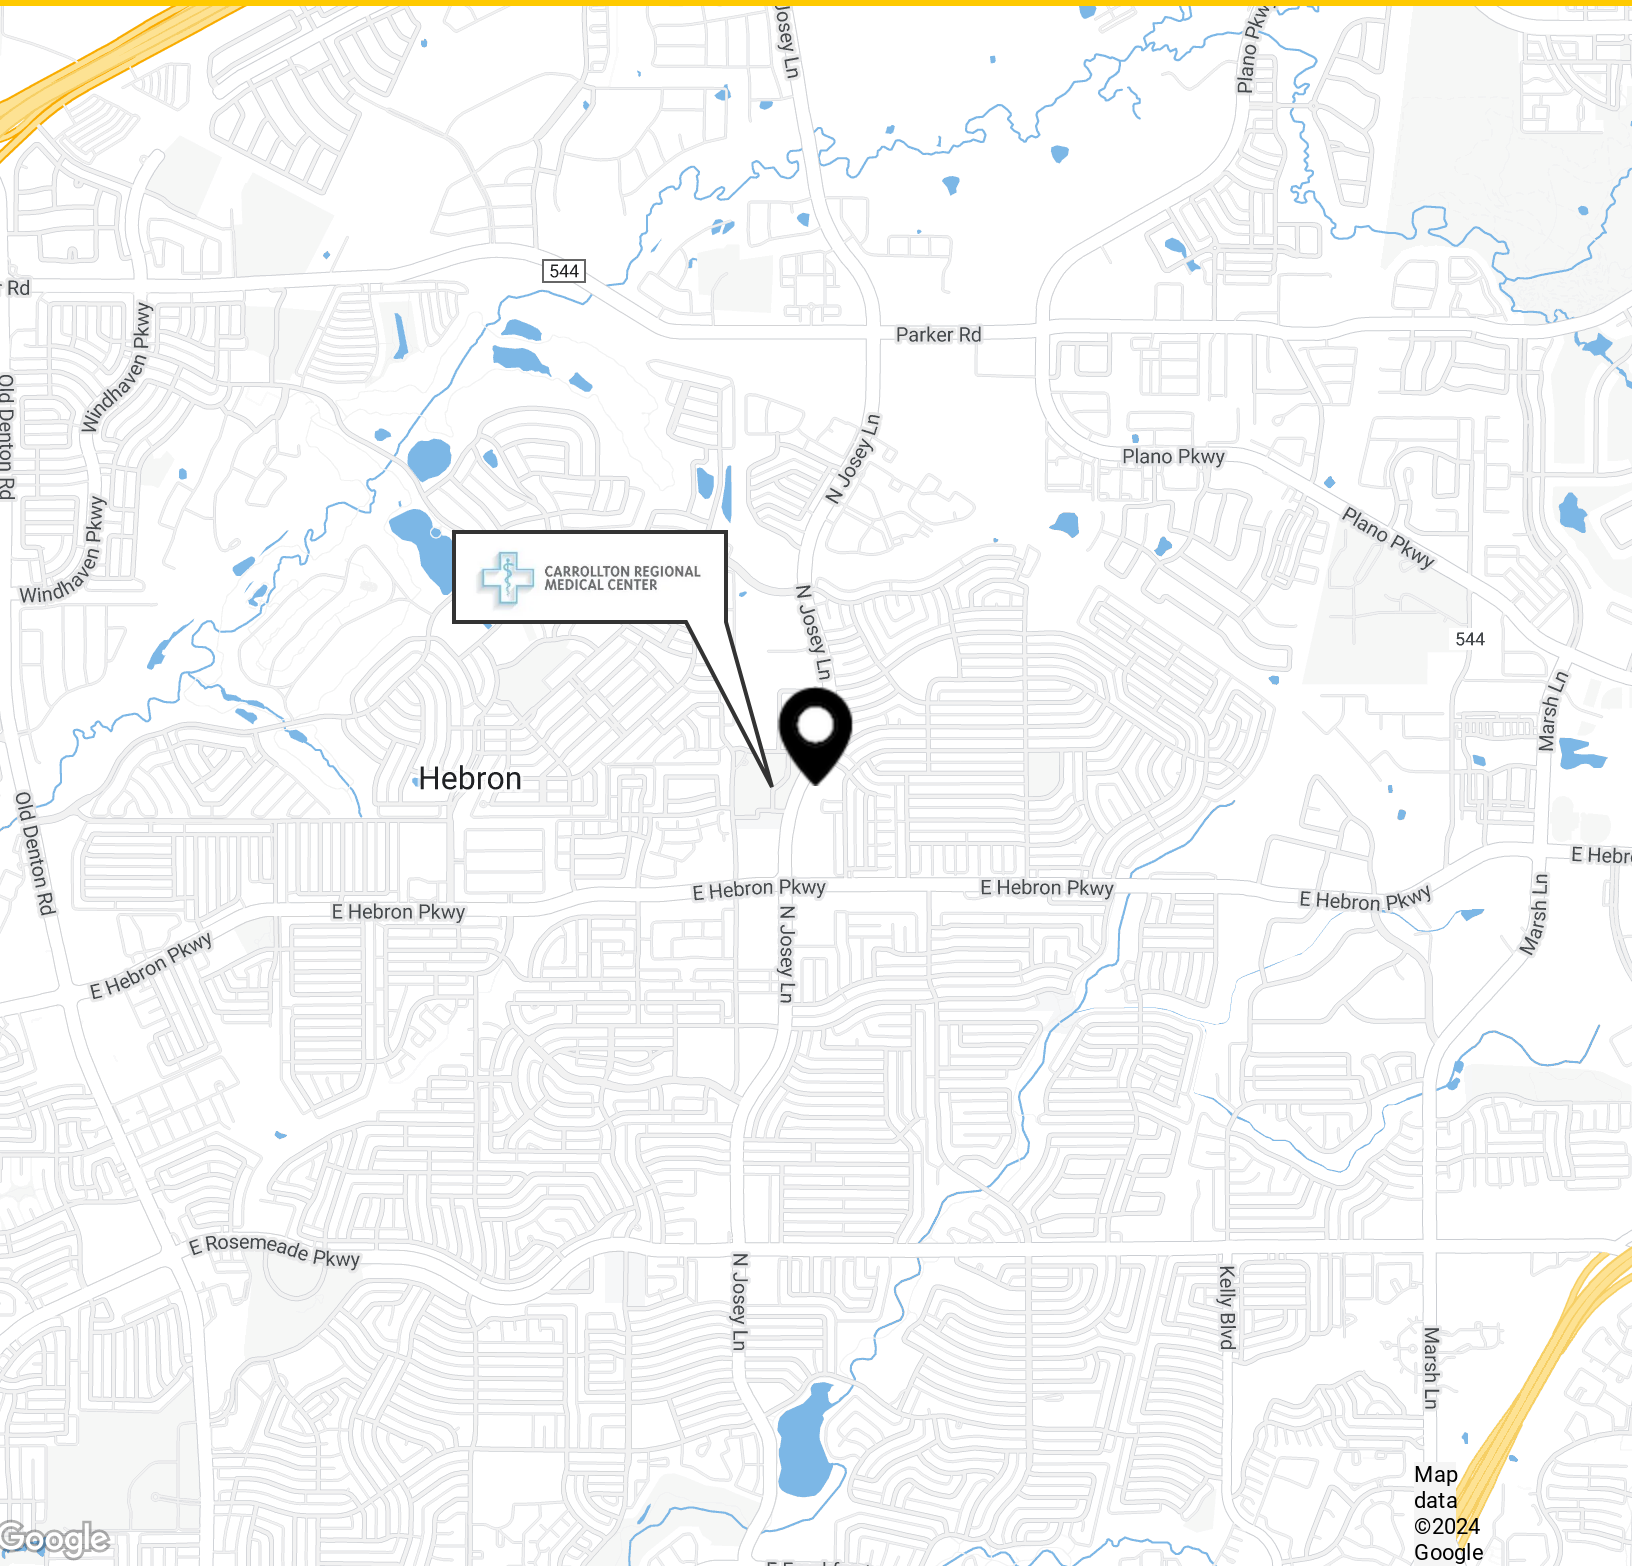 Josey Ln
Plano Pkwy
544
Rd
Parker Rd
Windhaven Pkwy
Old Denton Rd
N Josey Ln
Plano Pkwy
Plano Pkwy
Windhaven Pkwy
CARROLLTON REGIONAL
MEDICAL CENTER
N Josey Ln
544
Marsh Ln
Hebron
Old Denton Rd
E Hebron Pkwy
E Hebron Pkwy
E Hebron Pkwy
E Hebron Pkwy
E Hebr
Marsh Ln
E Hebron Pkwy
N Josey Ln
E Rosemeade Pkwy
N Josey Ln
Kelly Blvd
Marsh Ln
Map
data
©2024
Google
Google